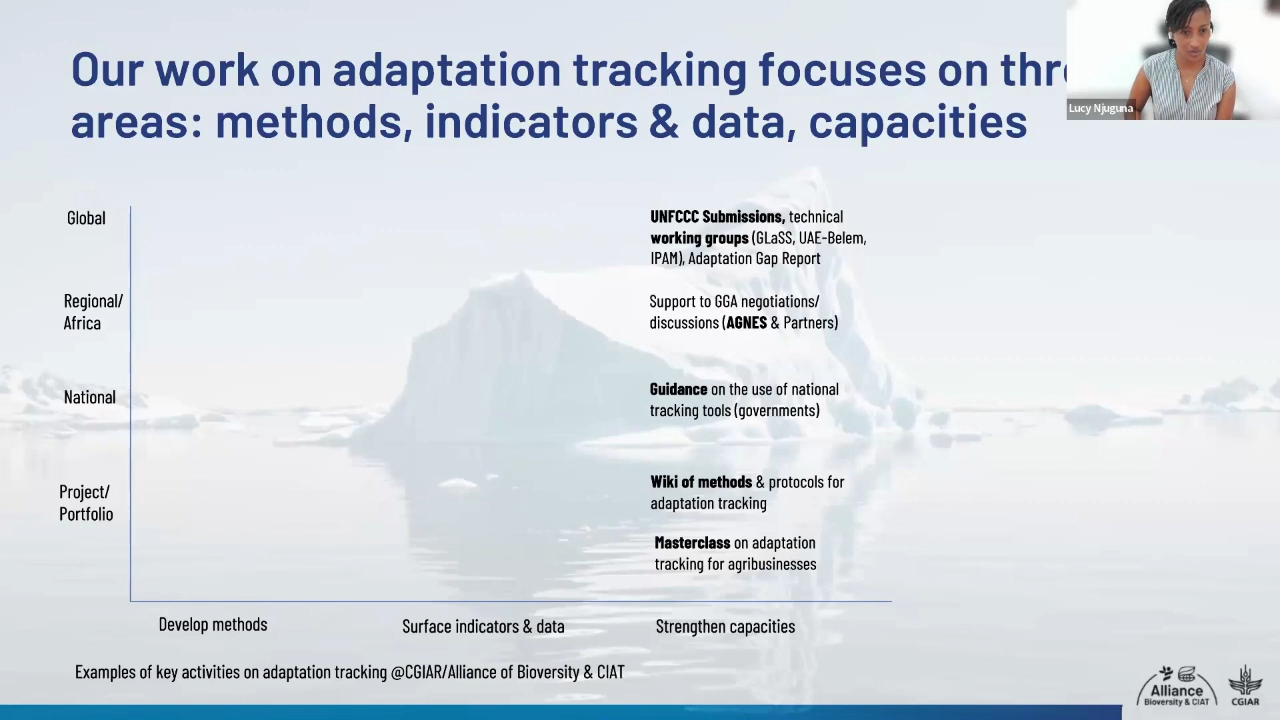 Our work on adaptation tracking focuses on
areas: methods, indicators & data, capacities
Lucy Njuguna
Global
UNFCCC Submissions, technical
working groups (GLaSS, UAE-Belem,
IPAM), Adaptation Gap Report
Regional/
Africa
Support to GGA negotiations/
discussions (AGNES & Partners)
National
Guidance on the use of national
tracking tools (governments)
Project/
Portfolio
Wiki of methods & protocols for
adaptation tracking
Masterclass on adaptation
tracking for agribusinesses
Develop methods
Surface indicators & data
Strengthen capacities
Examples of key activities on adaptation tracking @CGIAR/Alliance of Bioversity & CIAT
Alliance
Bioversity & CIAT
CGIAR